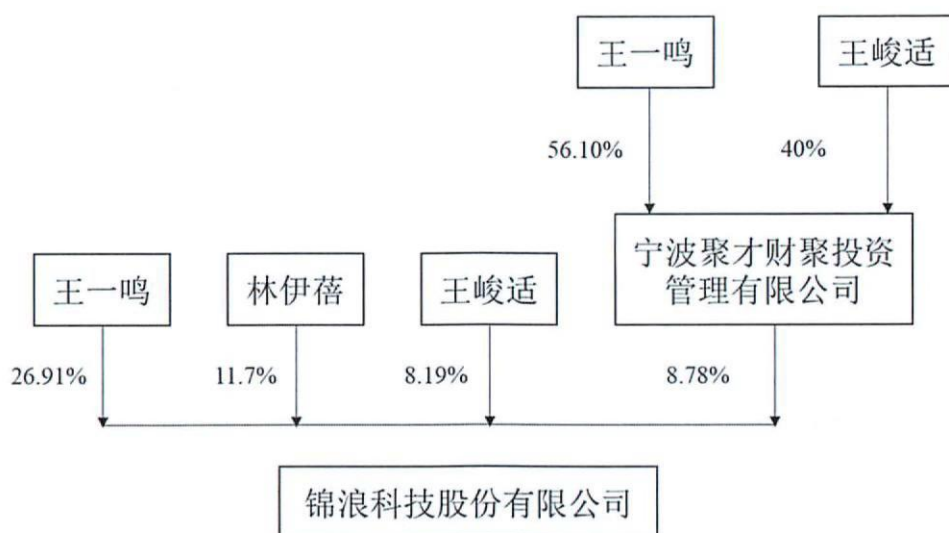 王一鸣
王峻适
56.10%
40%
宁波聚才财聚投资
管理有限公司
王一鸣
林伊蓓
王峻适
26.91%
11.7%
8.19%
8.78%
锦浪科技股份有限公司